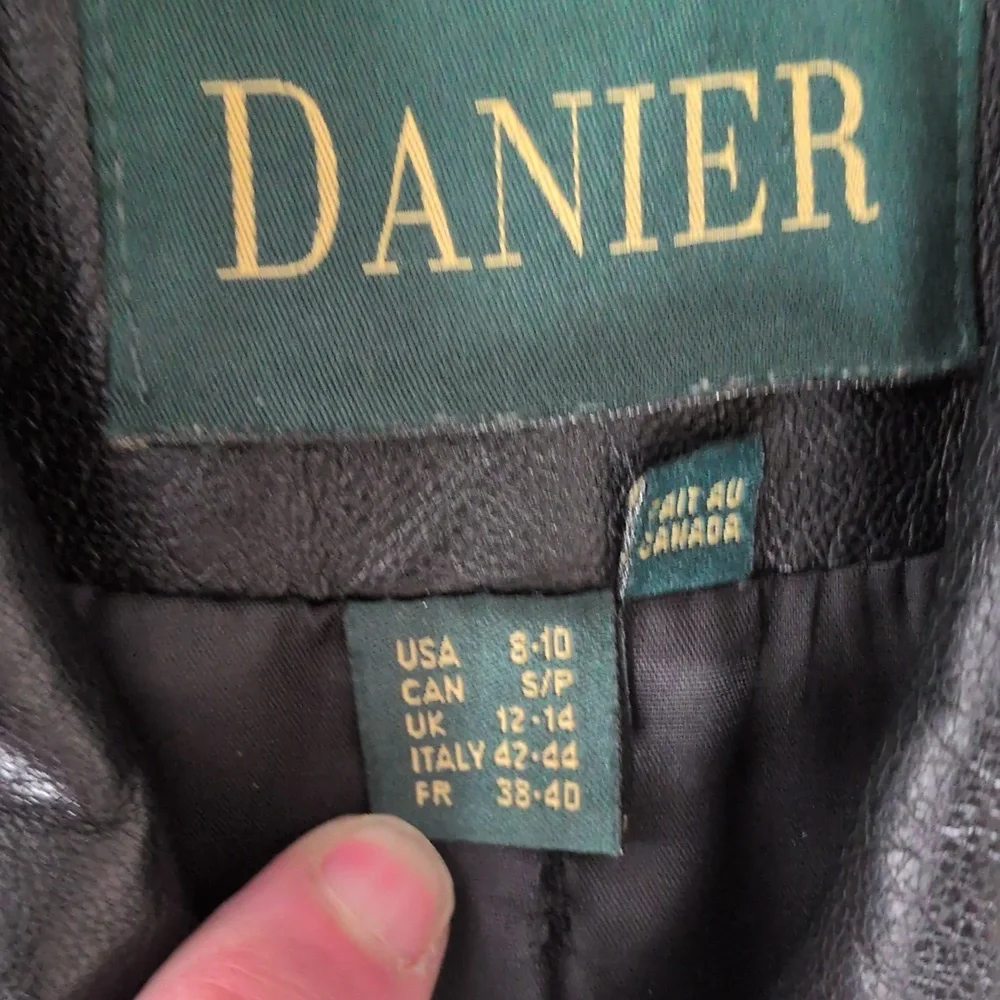 DANIER
FAIT AU
CANADA
USA 8-10
CAN S/P
UK 12-14
ITALY 42-44
FR 38-40